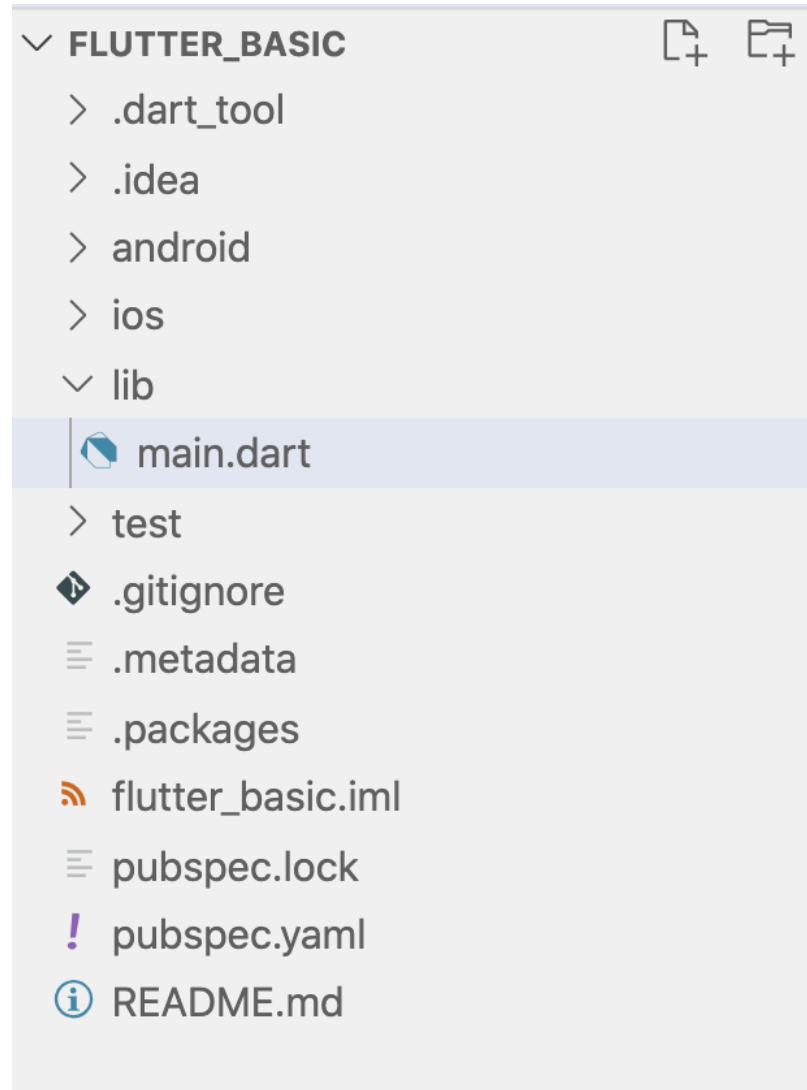 FLUTTER_BASIC
.dart_tool
.idea
android
ios
lib
main.dart
test
.gitignore
.metadata
.packages
flutter_basic.iml
pubspec.lock
pubspec.yaml
README.md